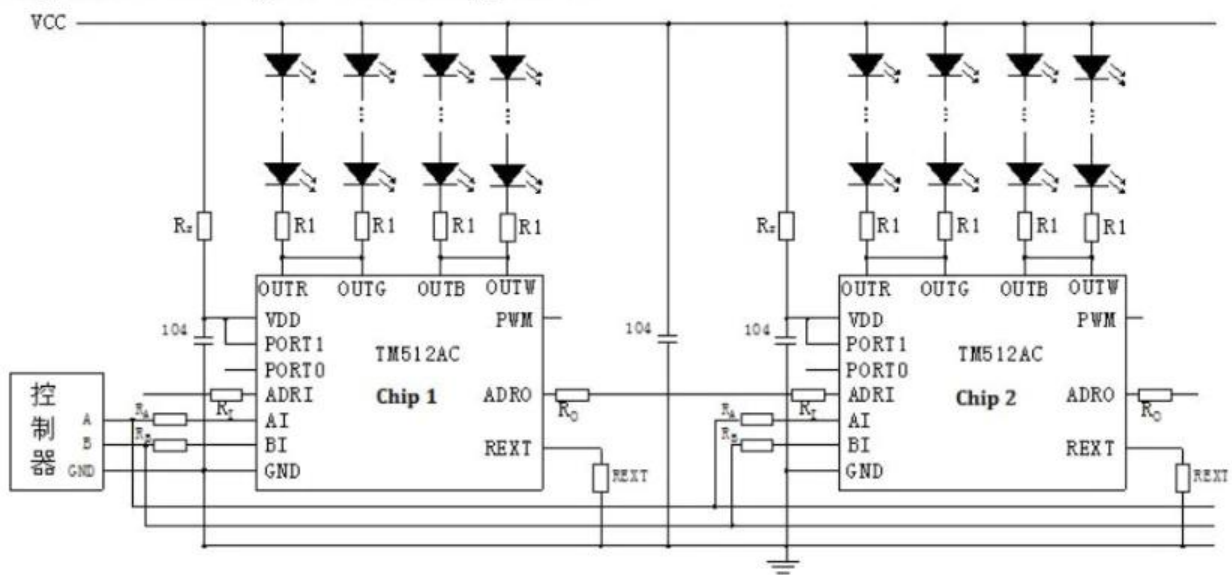 VCC
Rz R1 R1 R1 R1 Rz R1 R1 R1 R1
OUTR OUTG OUTB OUTW OUTR OUTG OUTB OUTW
104 VDD PWM 104 104 VDD PWM
PORT1 TM512AC PORT1 TM512AC
PORT0 PORT0
控制器 A B GND
RI ADRI Chip 1 ADRO RO RI ADRI Chip 2 ADRO RO
RA AI RA AI
RB BI REXT REXT RB BI REXT REXT
GND GND